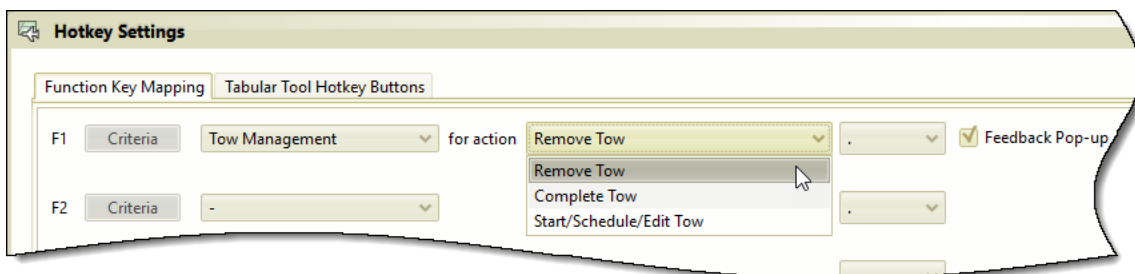 Hotkey Settings
Function Key Mapping Tabular Tool Hotkey Buttons
F1 Criteria Tow Management for action Remove Tow . Feedback Pop-up
Remove Tow
Complete Tow
F2 Criteria - .
Start/Schedule/Edit Tow